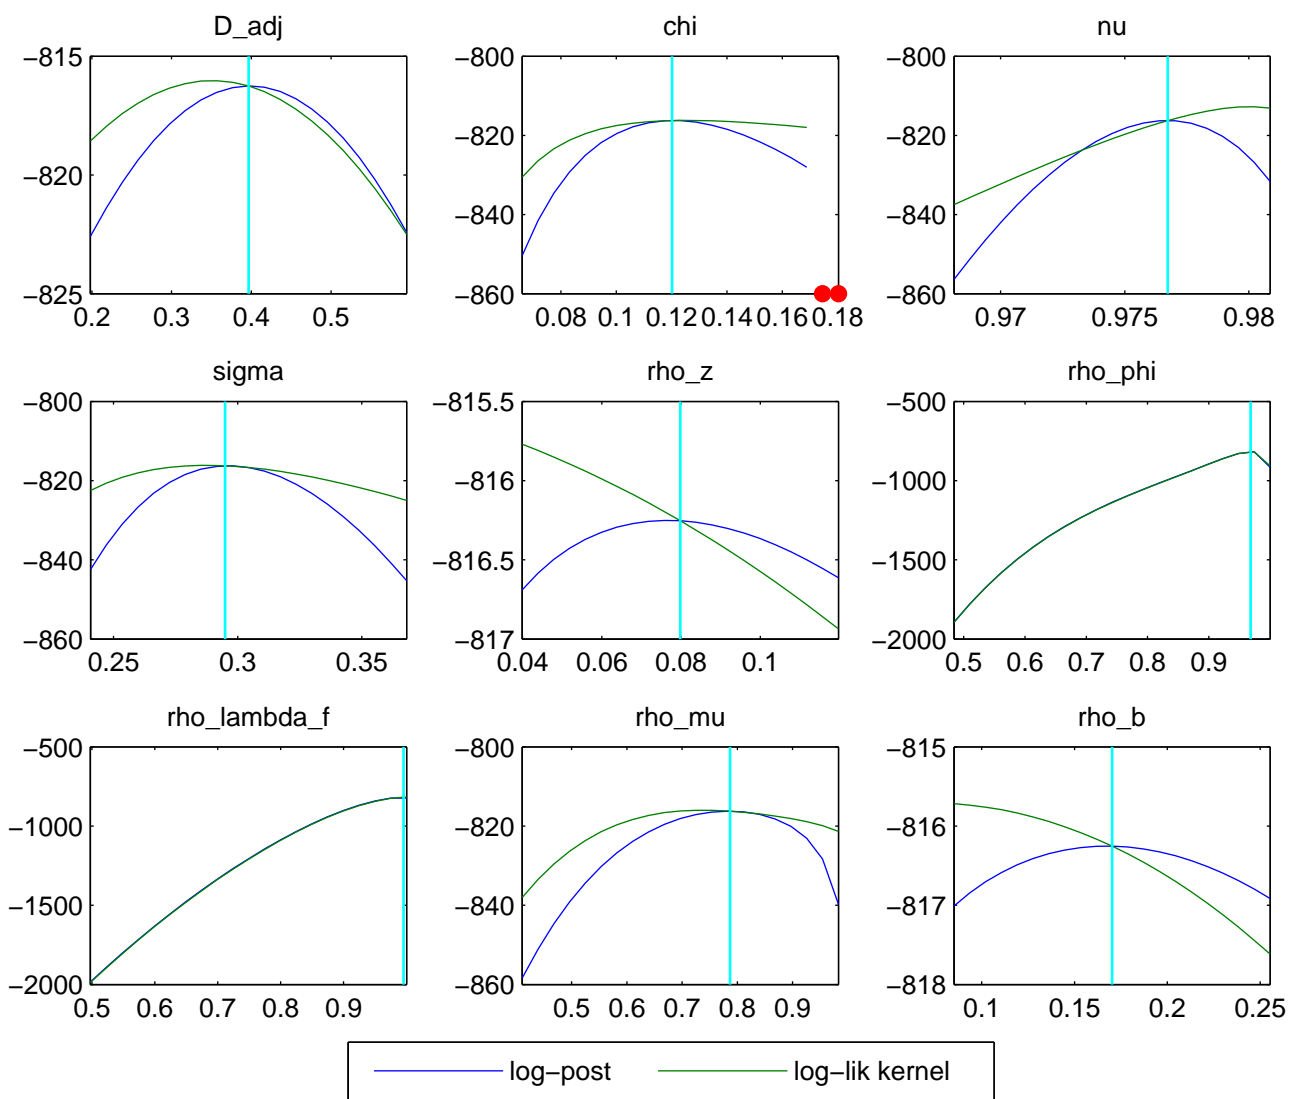 D_adj
chi
nu
−815
−820
−825
0.2 0.3 0.4 0.5
−800
−820
−840
−860
0.08 0.1 0.12 0.14 0.16 0.18
−800
−820
−840
−860
0.97 0.975 0.98
sigma
rho_z
rho_phi
−800
−820
−840
−860
0.25 0.3 0.35
−815.5
−816
−816.5
−817
0.04 0.06 0.08 0.1
−500
−1000
−1500
−2000
0.5 0.6 0.7 0.8 0.9
rho_lambda_f
rho_mu
rho_b
−500
−1000
−1500
−2000
0.5 0.6 0.7 0.8 0.9
−800
−820
−840
−860
0.5 0.6 0.7 0.8 0.9
−815
−816
−817
−818
0.1 0.15 0.2 0.25
log−post
log−lik kernel